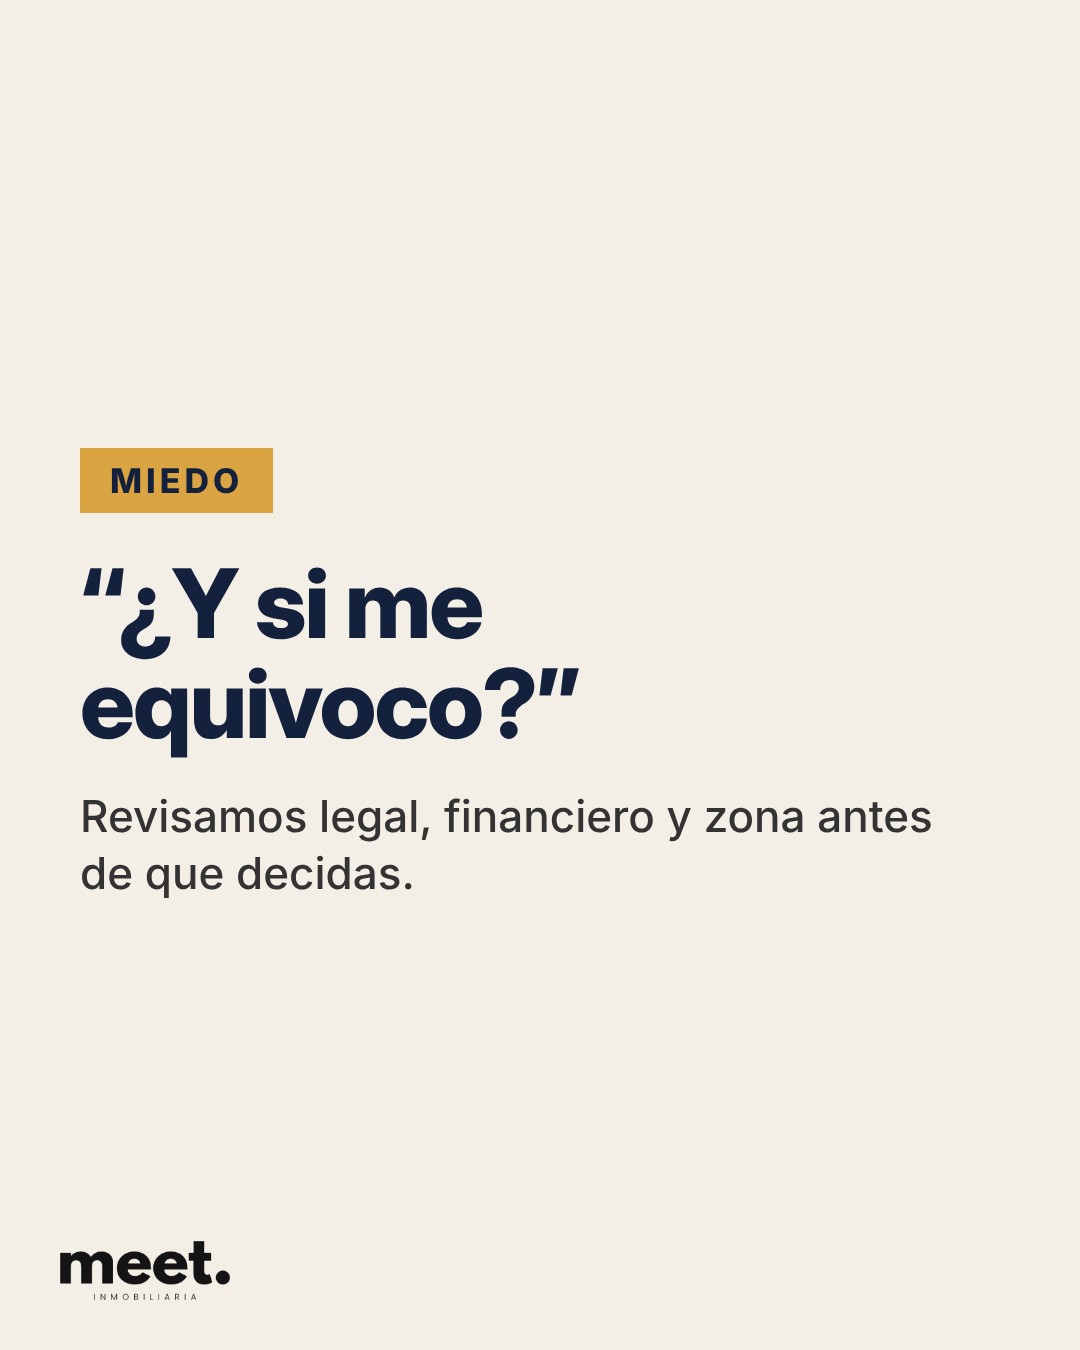 MIEDO
“¿Y si me
equivoco?”
Revisamos legal, financiero y zona antes
de que decidas.
meet.
INMOBILIARIA